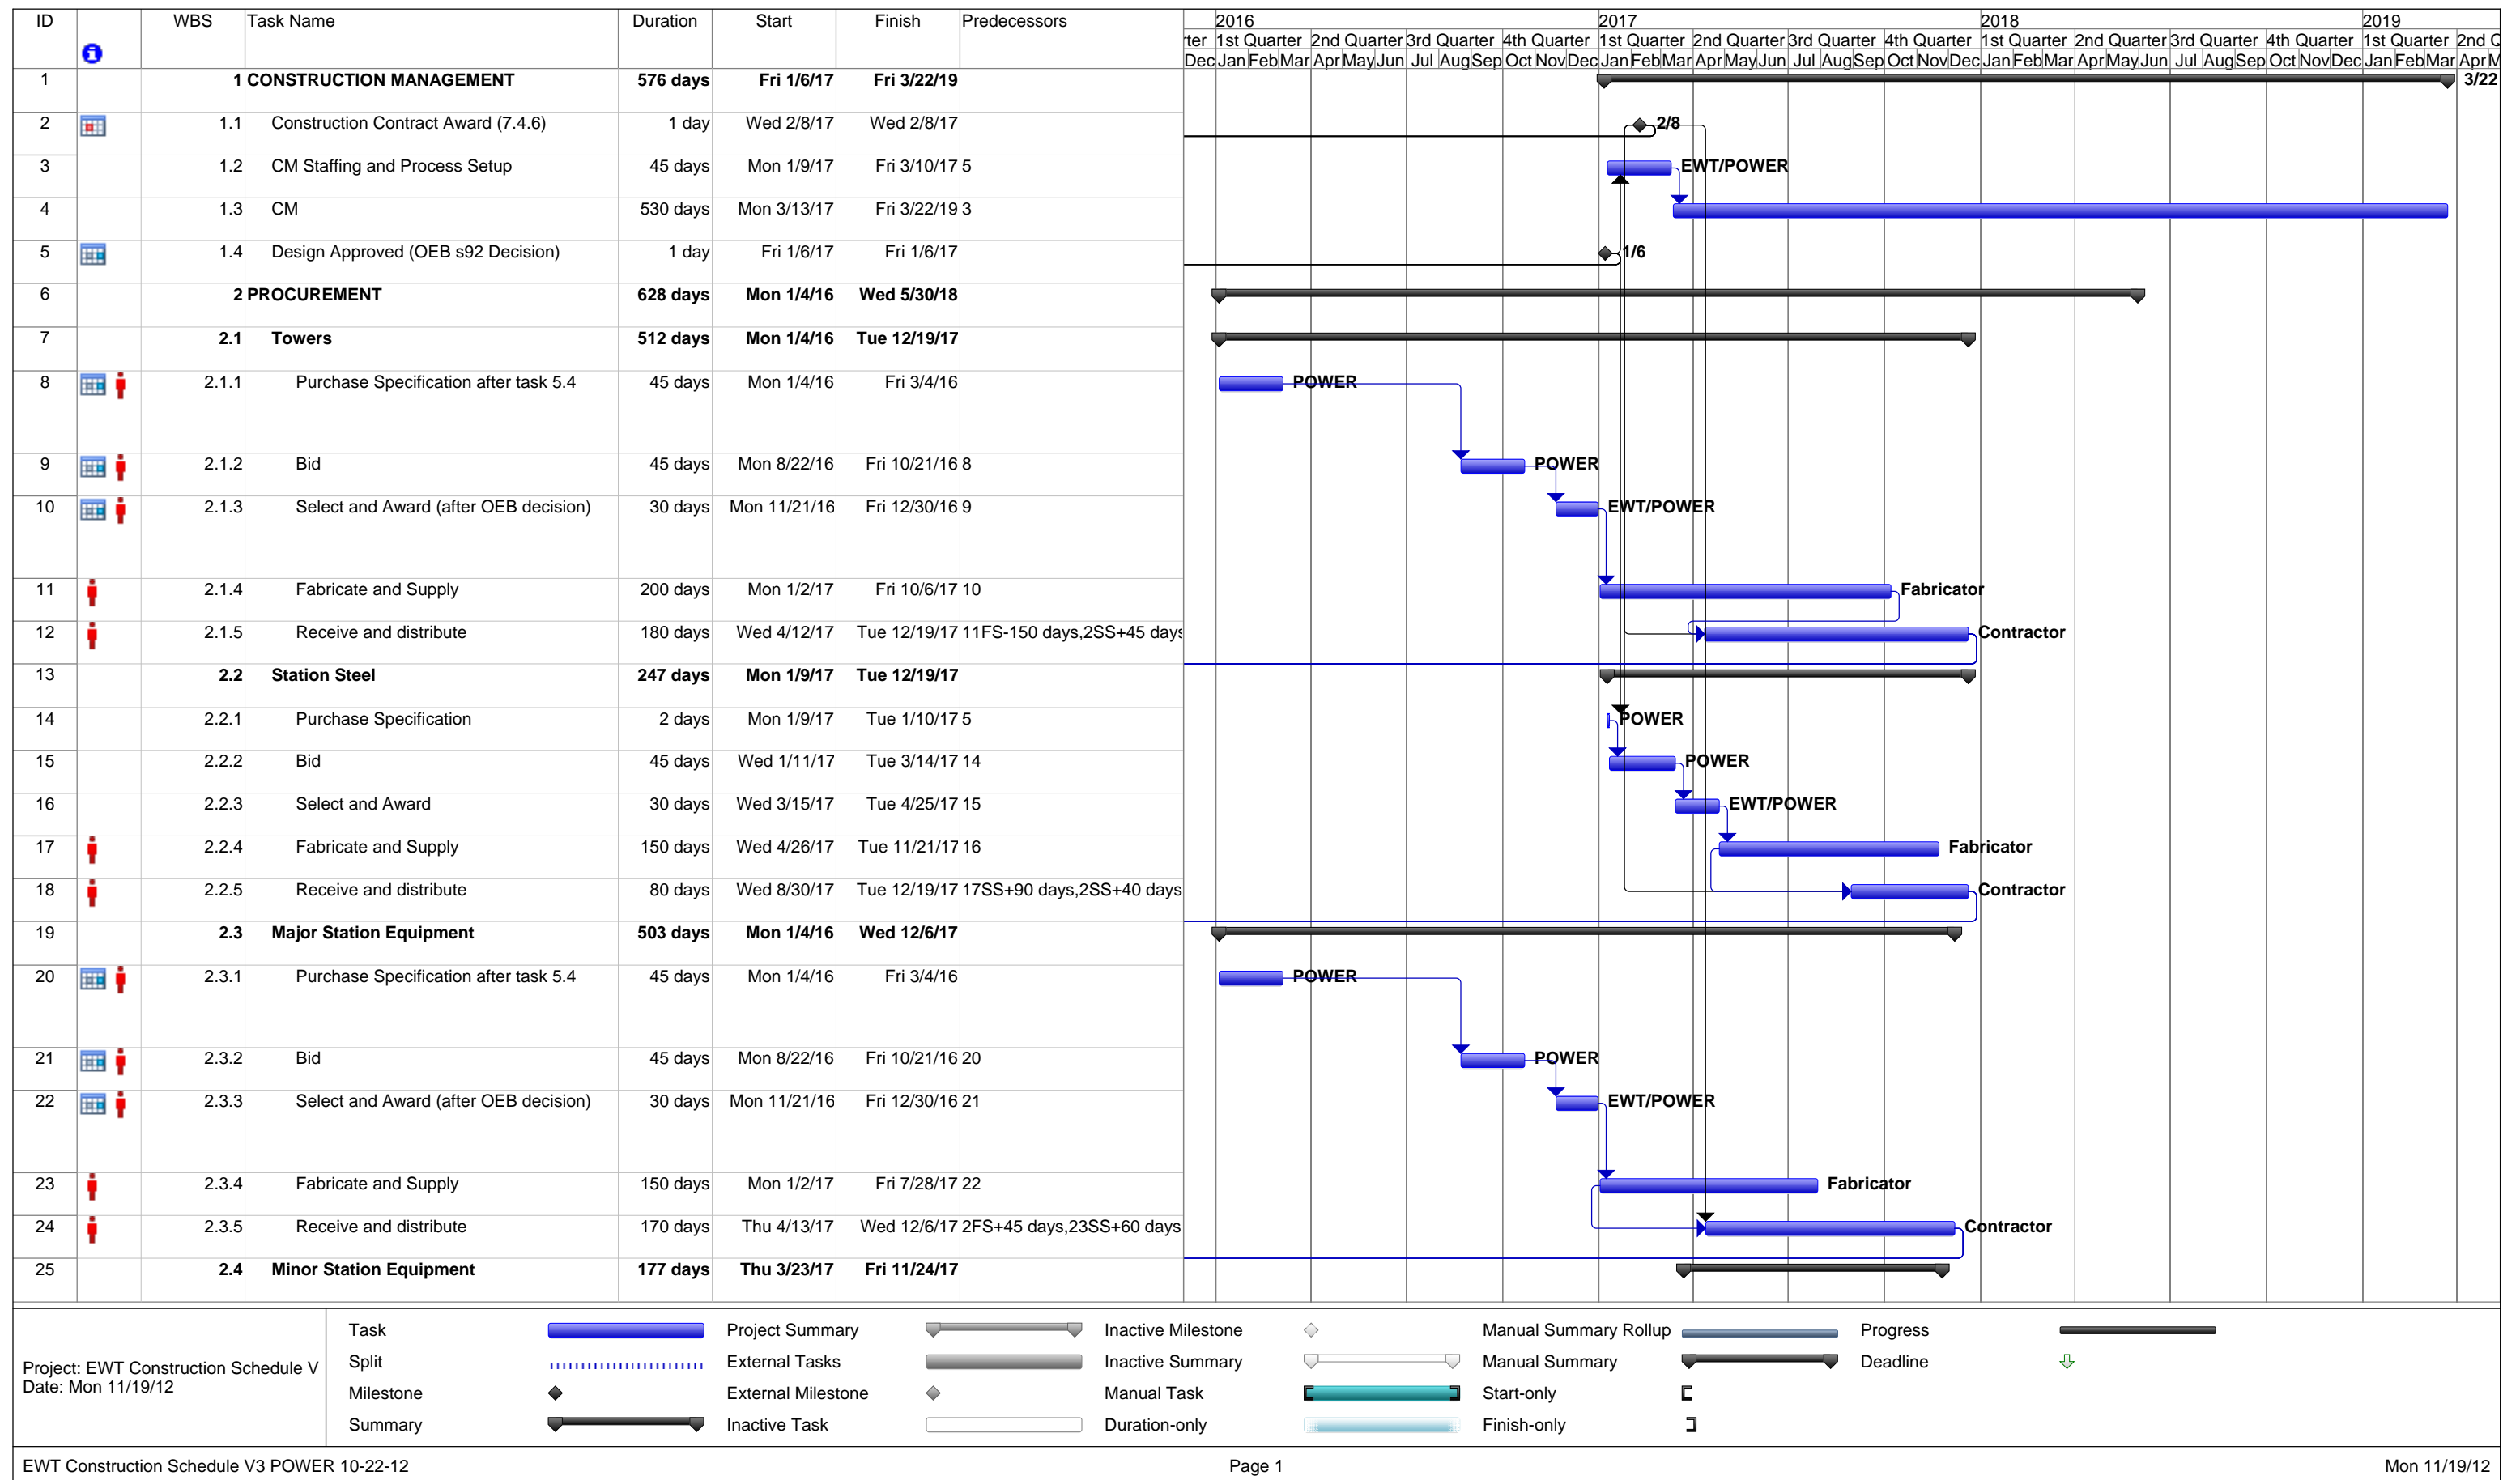 ID WBS Task Name Duration Start Finish Predecessors 2016 2017 2018 2019
rter 1st Quarter 2nd Quarter 3rd Quarter 4th Quarter 1st Quarter 2nd Quarter 3rd Quarter 4th Quarter 1st Quarter 2nd Quarter 3rd Quarter 4th Quarter 1st Quarter 2nd Q
Dec Jan Feb Mar Apr May Jun Jul Aug Sep Oct Nov Dec Jan Feb Mar Apr May Jun Jul Aug Sep Oct Nov Dec Jan Feb Mar Apr May Jun Jul Aug Sep Oct Nov Dec Jan Feb Mar Apr M
1 1 CONSTRUCTION MANAGEMENT 576 days Fri 1/6/17 Fri 3/22/19 3/22
2 1.1 Construction Contract Award (7.4.6) 1 day Wed 2/8/17 Wed 2/8/17 2/8
3 1.2 CM Staffing and Process Setup 45 days Mon 1/9/17 Fri 3/10/17 5 EWT/POWER
4 1.3 CM 530 days Mon 3/13/17 Fri 3/22/19 3
5 1.4 Design Approved (OEB s92 Decision) 1 day Fri 1/6/17 Fri 1/6/17 1/6
6 2 PROCUREMENT 628 days Mon 1/4/16 Wed 5/30/18
7 2.1 Towers 512 days Mon 1/4/16 Tue 12/19/17
8 2.1.1 Purchase Specification after task 5.4 45 days Mon 1/4/16 Fri 3/4/16 POWER
9 2.1.2 Bid 45 days Mon 8/22/16 Fri 10/21/16 8 POWER
10 2.1.3 Select and Award (after OEB decision) 30 days Mon 11/21/16 Fri 12/30/16 9 EWT/POWER
11 2.1.4 Fabricate and Supply 200 days Mon 1/2/17 Fri 10/6/17 10 Fabricator
12 2.1.5 Receive and distribute 180 days Wed 4/12/17 Tue 12/19/17 11FS-150 days,2SS+45 days Contractor
13 2.2 Station Steel 247 days Mon 1/9/17 Tue 12/19/17
14 2.2.1 Purchase Specification 2 days Mon 1/9/17 Tue 1/10/17 5 POWER
15 2.2.2 Bid 45 days Wed 1/11/17 Tue 3/14/17 14 POWER
16 2.2.3 Select and Award 30 days Wed 3/15/17 Tue 4/25/17 15 EWT/POWER
17 2.2.4 Fabricate and Supply 150 days Wed 4/26/17 Tue 11/21/17 16 Fabricator
18 2.2.5 Receive and distribute 80 days Wed 8/30/17 Tue 12/19/17 17SS+90 days,2SS+40 days Contractor
19 2.3 Major Station Equipment 503 days Mon 1/4/16 Wed 12/6/17
20 2.3.1 Purchase Specification after task 5.4 45 days Mon 1/4/16 Fri 3/4/16 POWER
21 2.3.2 Bid 45 days Mon 8/22/16 Fri 10/21/16 20 POWER
22 2.3.3 Select and Award (after OEB decision) 30 days Mon 11/21/16 Fri 12/30/16 21 EWT/POWER
23 2.3.4 Fabricate and Supply 150 days Mon 1/2/17 Fri 7/28/17 22 Fabricator
24 2.3.5 Receive and distribute 170 days Thu 4/13/17 Wed 12/6/17 2FS+45 days,23SS+60 days Contractor
25 2.4 Minor Station Equipment 177 days Thu 3/23/17 Fri 11/24/17
Project: EWT Construction Schedule V
Date: Mon 11/19/12
Task Project Summary Inactive Milestone Manual Summary Rollup Progress
Split External Tasks Inactive Summary Manual Summary Deadline
Milestone External Milestone Manual Task Start-only
Summary Inactive Task Duration-only Finish-only
EWT Construction Schedule V3 POWER 10-22-12 Page 1 Mon 11/19/12